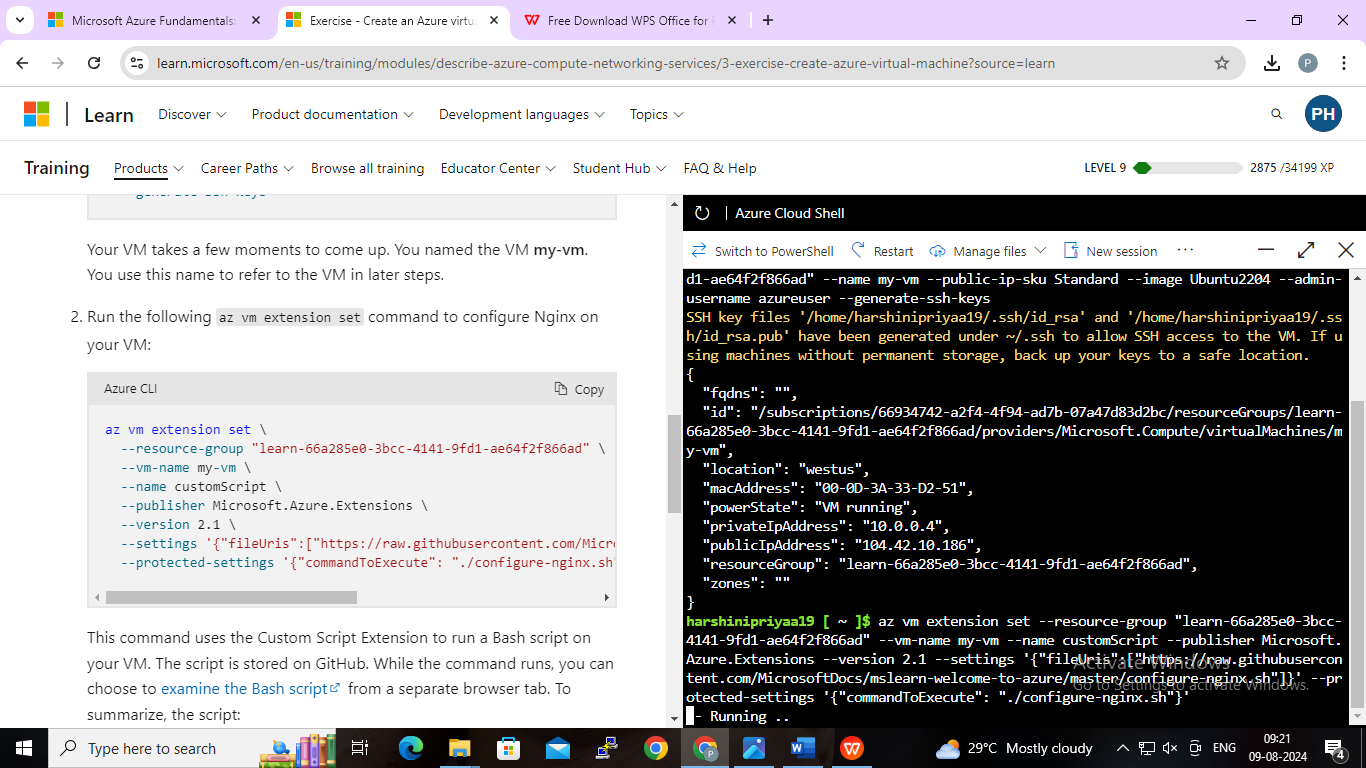 Microsoft Azure Fundamentals:
Exercise - Create an Azure virtu
Free Download WPS Office for
learn.microsoft.com/en-us/training/modules/describe-azure-compute-networking-services/3-exercise-create-azure-virtual-machine?source=learn
P
Learn
Discover
Product documentation
Development languages
Topics
PH
Training
Products
Career Paths
Browse all training
Educator Center
Student Hub
FAQ & Help
LEVEL 9
2875 /34199 XP
Your VM takes a few moments to come up. You named the VM my-vm.
You use this name to refer to the VM in later steps.
2. Run the following az vm extension set command to configure Nginx on
your VM:
Azure CLI
Copy
az vm extension set \
--resource-group "learn-66a285e0-3bcc-4141-9fd1-ae64f2f866ad" \
--vm-name my-vm \
--name customScript \
--publisher Microsoft.Azure.Extensions \
--version 2.1 \
--settings '{"fileUris":["https://raw.githubusercontent.com/Micro
--protected-settings '{"commandToExecute": "./configure-nginx.sh"
This command uses the Custom Script Extension to run a Bash script on
your VM. The script is stored on GitHub. While the command runs, you can
choose to examine the Bash script from a separate browser tab. To
summarize, the script:
Azure Cloud Shell
Switch to PowerShell
Restart
Manage files
New session
d1-ae64f2f866ad" --name my-vm --public-ip-sku Standard --image Ubuntu2204 --admin-
username azureuser --generate-ssh-keys
SSH key files '/home/harshinipriyaa19/.ssh/id_rsa' and '/home/harshinipriyaa19/.ss
h/id_rsa.pub' have been generated under ~/.ssh to allow SSH access to the VM. If u
sing machines without permanent storage, back up your keys to a safe location.
{
"fqdns": "",
"id": "/subscriptions/66934742-a2f4-4f94-ad7b-07a47d83d2bc/resourceGroups/learn-
66a285e0-3bcc-4141-9fd1-ae64f2f866ad/providers/Microsoft.Compute/virtualMachines/m
y-vm",
"location": "westus",
"macAddress": "00-0D-3A-33-D2-51",
"powerState": "VM running",
"privateIpAddress": "10.0.0.4",
"publicIpAddress": "104.42.10.186",
"resourceGroup": "learn-66a285e0-3bcc-4141-9fd1-ae64f2f866ad",
"zones": ""
}
harshinipriyaa19 [ ~ ]$ az vm extension set --resource-group "learn-66a285e0-3bcc-
4141-9fd1-ae64f2f866ad" --vm-name my-vm --name customScript --publisher Microsoft.
Azure.Extensions --version 2.1 --settings '{"fileUris":["https://raw.githubusercon
tent.com/MicrosoftDocs/mslearn-welcome-to-azure/master/configure-nginx.sh"]}' --pr
otected-settings '{"commandToExecute": "./configure-nginx.sh"}'
- Running ..
Activate Windows
Go to Settings to activate Windows.
Type here to search
29°C Mostly cloudy
ENG
09:21
09-08-2024
4